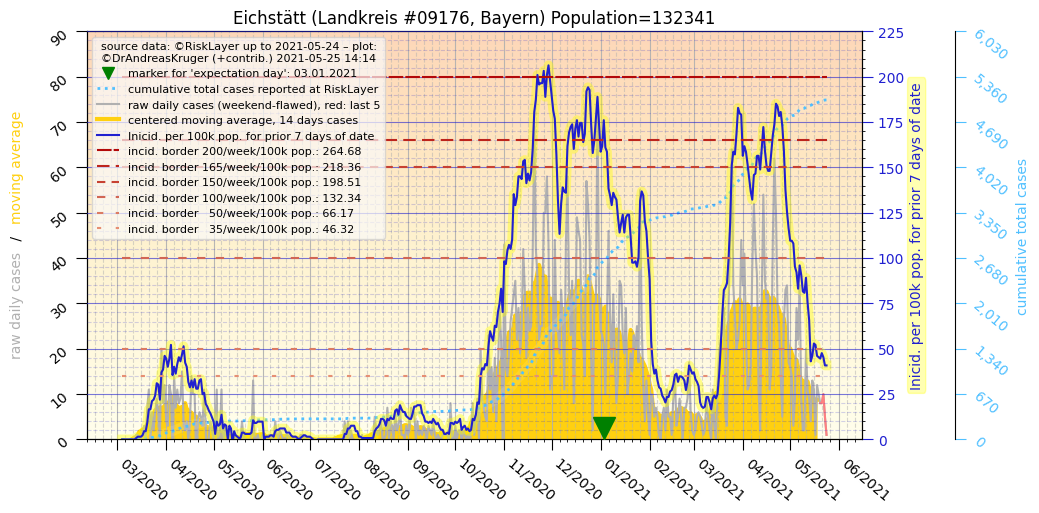 Eichstätt (Landkreis #09176, Bayern) Population=132341
source data: ©RiskLayer up to 2021-05-24 – plot:
©DrAndreasKruger (+contrib.) 2021-05-25 14:14
marker for 'expectation day': 03.01.2021
cumulative total cases reported at RiskLayer
raw daily cases (weekend-flawed), red: last 5
centered moving average, 14 days cases
Inicid. per 100k pop. for prior 7 days of date
incid. border 200/week/100k pop.: 264.68
incid. border 165/week/100k pop.: 218.36
incid. border 150/week/100k pop.: 198.51
incid. border 100/week/100k pop.: 132.34
incid. border 50/week/100k pop.: 66.17
incid. border 35/week/100k pop.: 46.32
raw daily cases / moving average
90
80
70
60
50
40
30
20
10
0
225
200
175
150
125
100
75
50
25
0
Inicid. per 100k pop. for prior 7 days of date
6,030
5,360
4,690
4,020
3,350
2,680
2,010
1,340
670
0
cumulative total cases
03/2020
04/2020
05/2020
06/2020
07/2020
08/2020
09/2020
10/2020
11/2020
12/2020
01/2021
02/2021
03/2021
04/2021
05/2021
06/2021